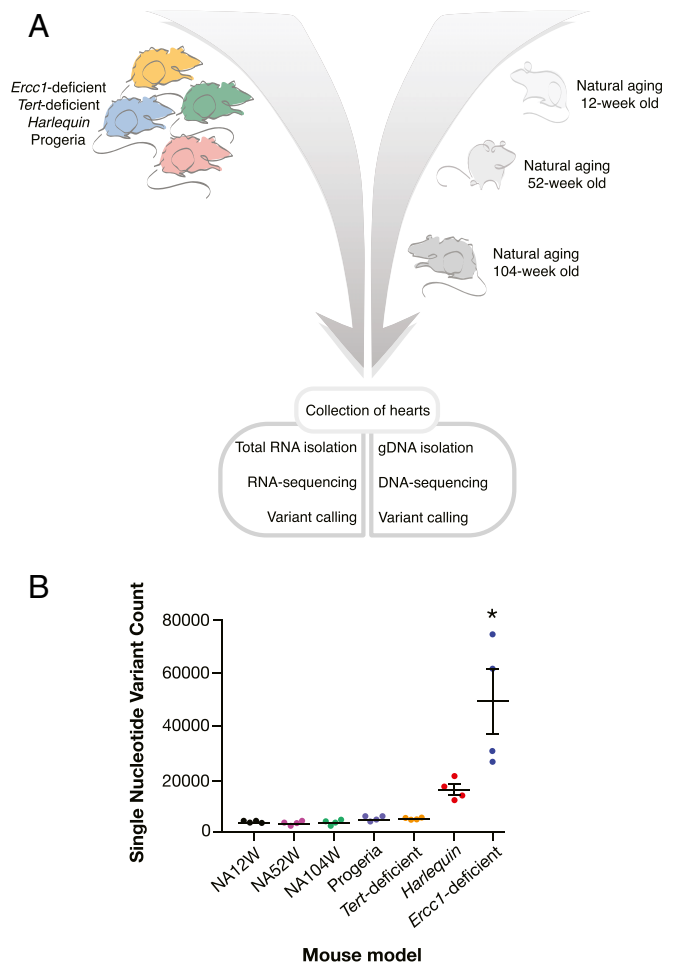 A
Ercc1-deficient
Tert-deficient
Harlequin
Progeria
Natural aging
12-week old
Natural aging
52-week old
Natural aging
104-week old
Collection of hearts
Total RNA isolation
RNA-sequencing
Variant calling
gDNA isolation
DNA-sequencing
Variant calling
B
Single Nucleotide Variant Count
80000
60000
40000
20000
0
*
NA12W
NA52W
NA104W
Progeria
Tert-deficient
Harlequin
Ercc1-deficient
Mouse model